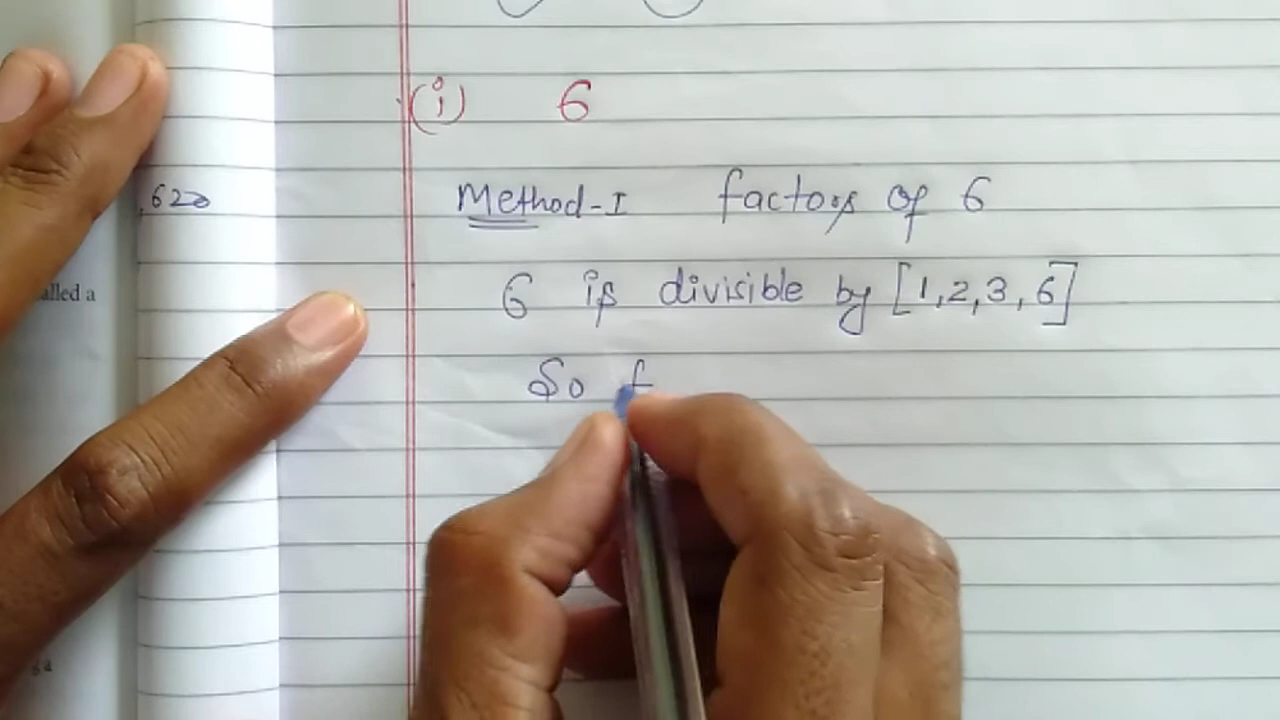 (i) 6
Method-I factors of 6
6 is divisible by [1,2,3,6]
So f
,620
alled a
g a